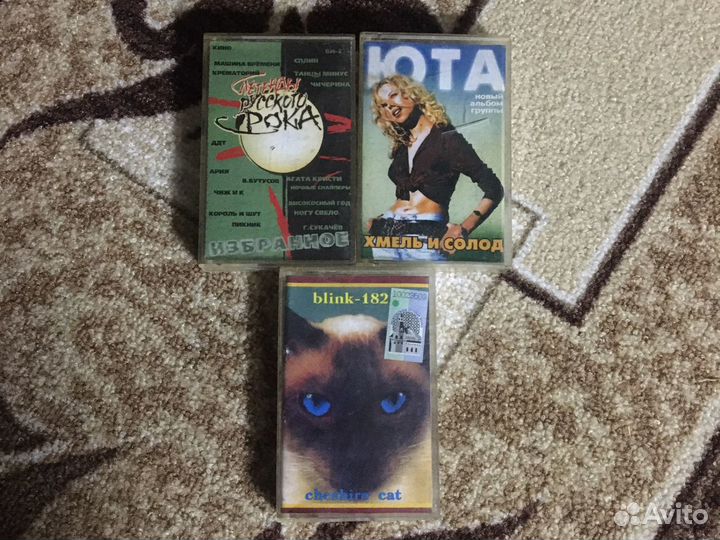 КИНО
БИ-2
МАШИНА ВРЕМЕНИ
СПЛИН
КРЕМАТОРИЙ
ТАНЦЫ МИНУС
ЧИЧЕРИНА
Легенды
русского
рока
ДДТ
АРИЯ
В.БУТУСОВ
АГАТА КРИСТИ
НОЧНЫЕ СНАЙПЕРЫ
ЧИЖ И К
ВИСОКОСНЫЙ ГОД
КОРОЛЬ И ШУТ
НОГУ СВЕЛО
ПИКНИК
Г.СУКАЧЁВ
ИЗБРАННОЕ
ЮТА
новый
альбом
группы
ХМЕЛЬ И СОЛОД
blink-182
cheshire cat
Avito